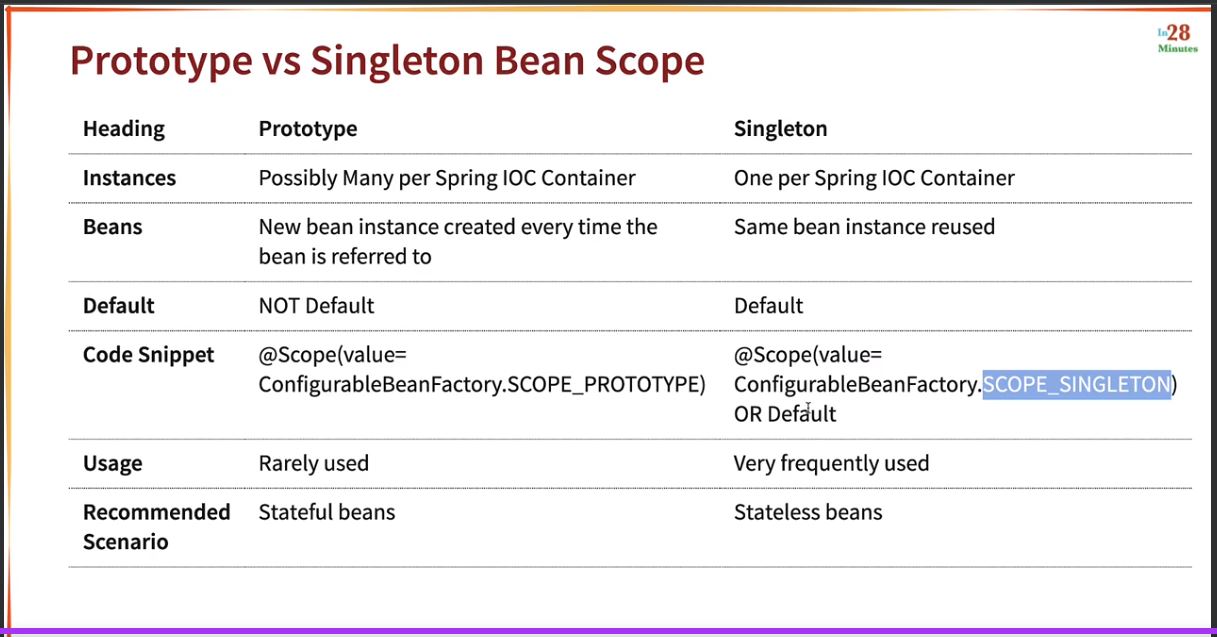 In28
Minutes
Prototype vs Singleton Bean Scope
Heading Prototype Singleton
Instances Possibly Many per Spring IOC Container One per Spring IOC Container
Beans New bean instance created every time the Same bean instance reused
bean is referred to
Default NOT Default Default
Code Snippet @Scope(value= @Scope(value=
ConfigurableBeanFactory.SCOPE_PROTOTYPE) ConfigurableBeanFactory.SCOPE_SINGLETON)
OR Default
Usage Rarely used Very frequently used
Recommended Stateful beans Stateless beans
Scenario